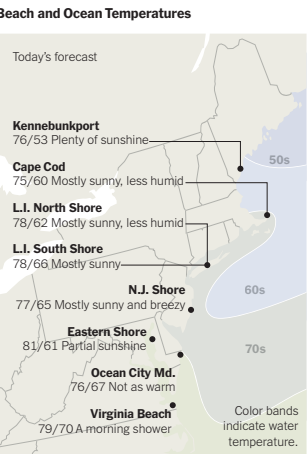 Beach and Ocean Temperatures
Today's forecast
Kennebunkport
76/53 Plenty of sunshine
50s
Cape Cod
75/60 Mostly sunny, less humid
L.I. North Shore
78/62 Mostly sunny, less humid
L.I. South Shore
78/66 Mostly sunny
N.J. Shore
77/65 Mostly sunny and breezy
60s
Eastern Shore
81/61 Partial sunshine
70s
Ocean City Md.
76/67 Not as warm
Virginia Beach
79/70 A morning shower
Color bands
indicate water
temperature.